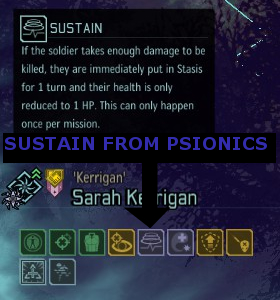 SUSTAIN
If the soldier takes enough damage to be
killed, they are immediately put in Stasis
for 1 turn and their health is only
reduced to 1 HP. This can only happen
once per mission.
SUSTAIN FROM PSIONICS
'Kerrigan'
Sarah Kerrigan